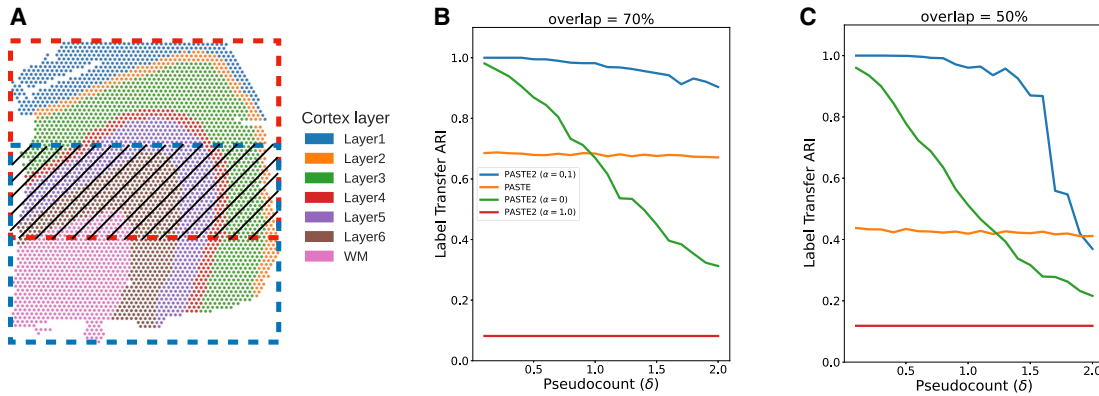 A
Cortex layer
Layer1
Layer2
Layer3
Layer4
Layer5
Layer6
WM
B
overlap = 70%
Label Transfer ARI
1.0
0.8
0.6
0.4
0.2
0.0
PASTE2 (α=0,1)
PASTE
PASTE2 (α=0)
PASTE2 (α=1.0)
0.5
1.0
1.5
2.0
Pseudocount (δ)
C
overlap = 50%
Label Transfer ARI
1.0
0.8
0.6
0.4
0.2
0.0
0.5
1.0
1.5
2.0
Pseudocount (δ)